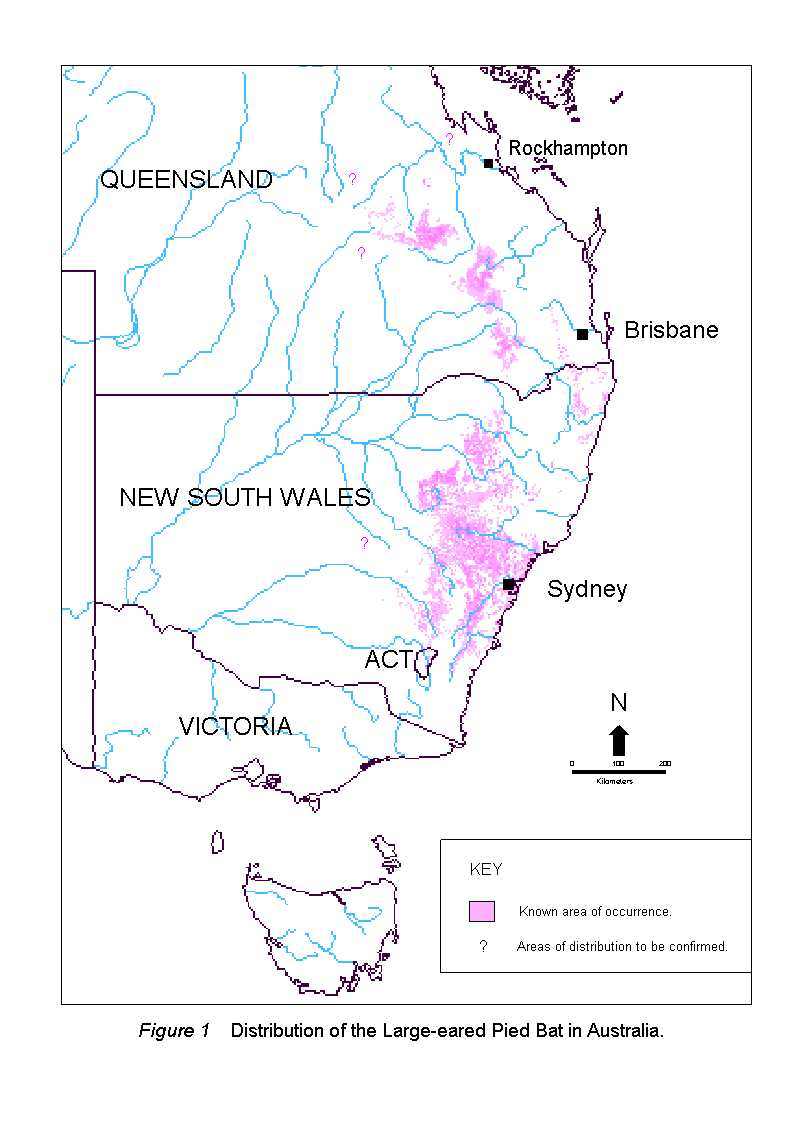 ?
Rockhampton
?
QUEENSLAND
?
Brisbane
NEW SOUTH WALES
?
Sydney
ACT
N
VICTORIA
0 100 200
Kilometers
KEY
Known area of occurrence.
? Areas of distribution to be confirmed.
Figure 1 Distribution of the Large-eared Pied Bat in Australia.